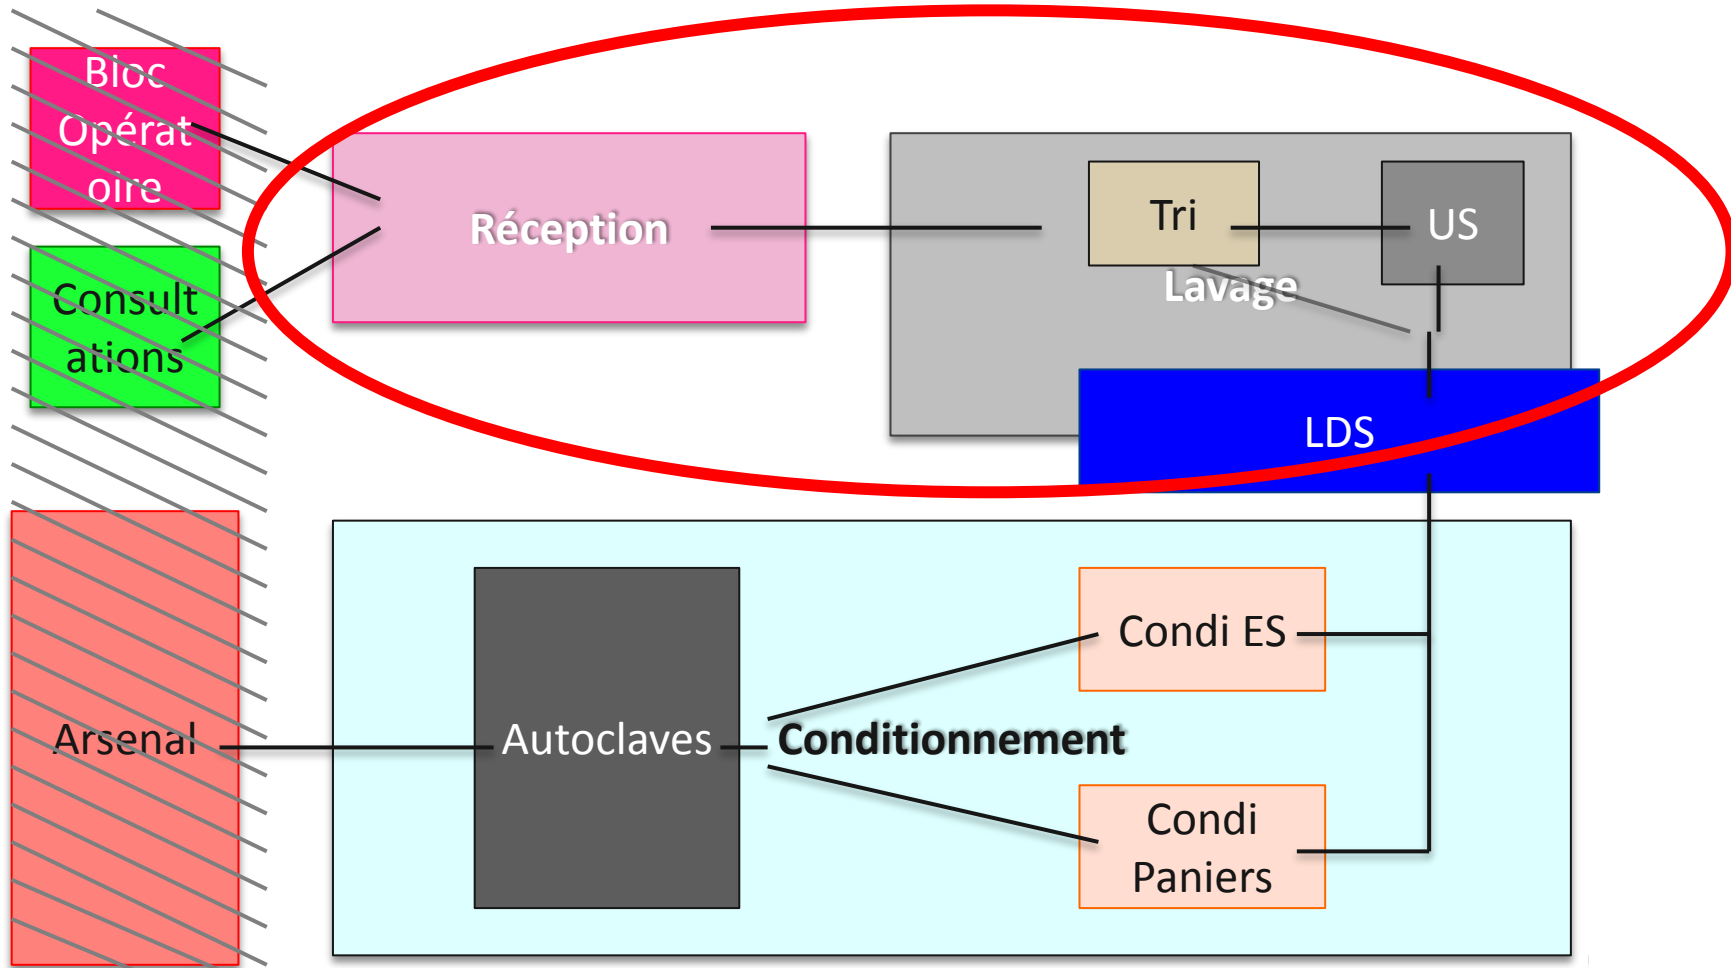 Bloc
Opérat
oire
Réception
Tri
US
Lavage
Consult
ations
LDS
Condi ES
Arsenal
Autoclaves
Conditionnement
Condi
Paniers